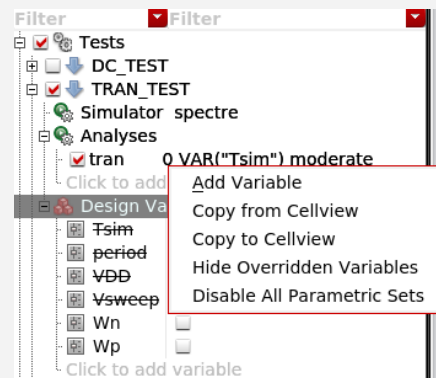 Filter Filter
Tests
DC_TEST
TRAN_TEST
Simulator spectre
Analyses
tran 0 VAR("Tsim") moderate
Click to add
Design Va
Add Variable
Copy from Cellview
Copy to Cellview
Hide Overridden Variables
Disable All Parametric Sets
Tsim
period
VDD
Vsweep
Wn
Wp
Click to add variable